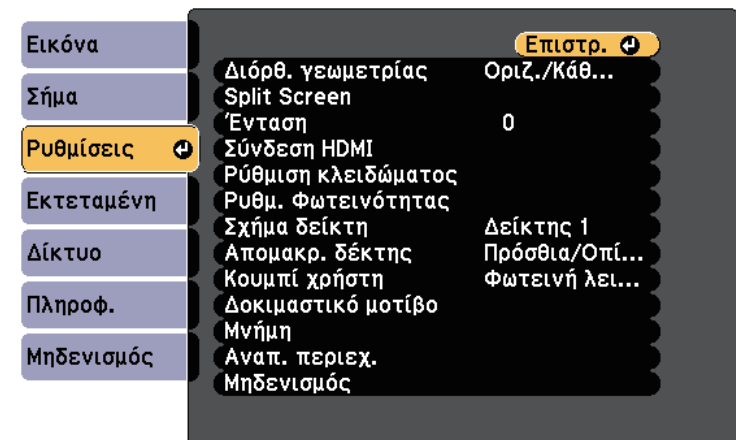 Εικόνα
Σήμα
Ρυθμίσεις
Εκτεταμένη
Δίκτυο
Πληροφ.
Μηδενισμός
Επιστρ.
Διόρθ. γεωμετρίας Οριζ./Κάθ...
Split Screen
Ένταση 0
Σύνδεση HDMI
Ρύθμιση κλειδώματος
Ρυθμ. Φωτεινότητας
Σχήμα δείκτη Δείκτης 1
Απομακρ. δέκτης Πρόσθια/Οπί...
Κουμπί χρήστη Φωτεινή λει...
Δοκιμαστικό μοτίβο
Μνήμη
Αναπ. περιεχ.
Μηδενισμός